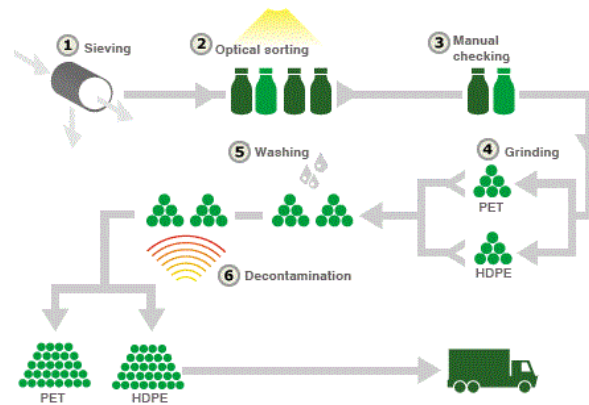 1 Sieving
2 Optical sorting
3 Manual
checking
4 Grinding
PET
HDPE
5 Washing
6 Decontamination
PET
HDPE